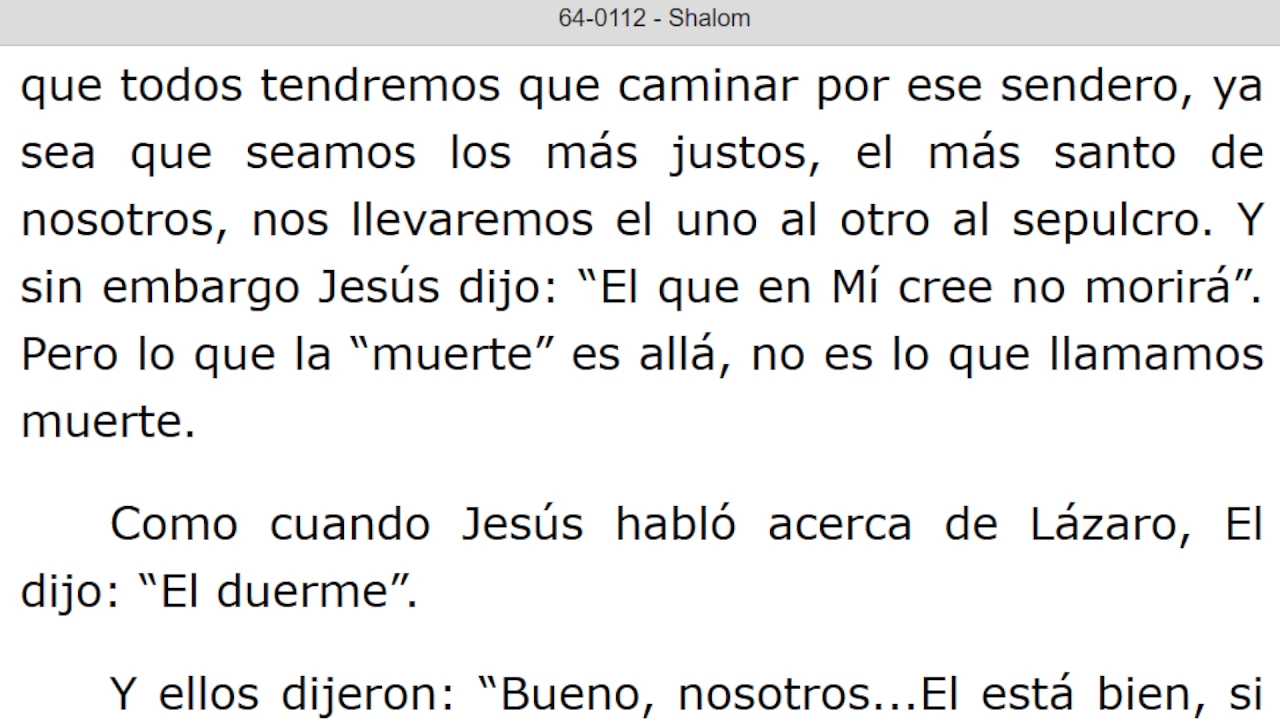 64-0112 - Shalom
que todos tendremos que caminar por ese sendero, ya
sea que seamos los más justos, el más santo de
nosotros, nos llevaremos el uno al otro al sepulcro. Y
sin embargo Jesús dijo: “El que en Mí cree no morirá”.
Pero lo que la “muerte” es allá, no es lo que llamamos
muerte.
Como cuando Jesús habló acerca de Lázaro, El
dijo: “El duerme”.
Y ellos dijeron: “Bueno, nosotros...El está bien, si